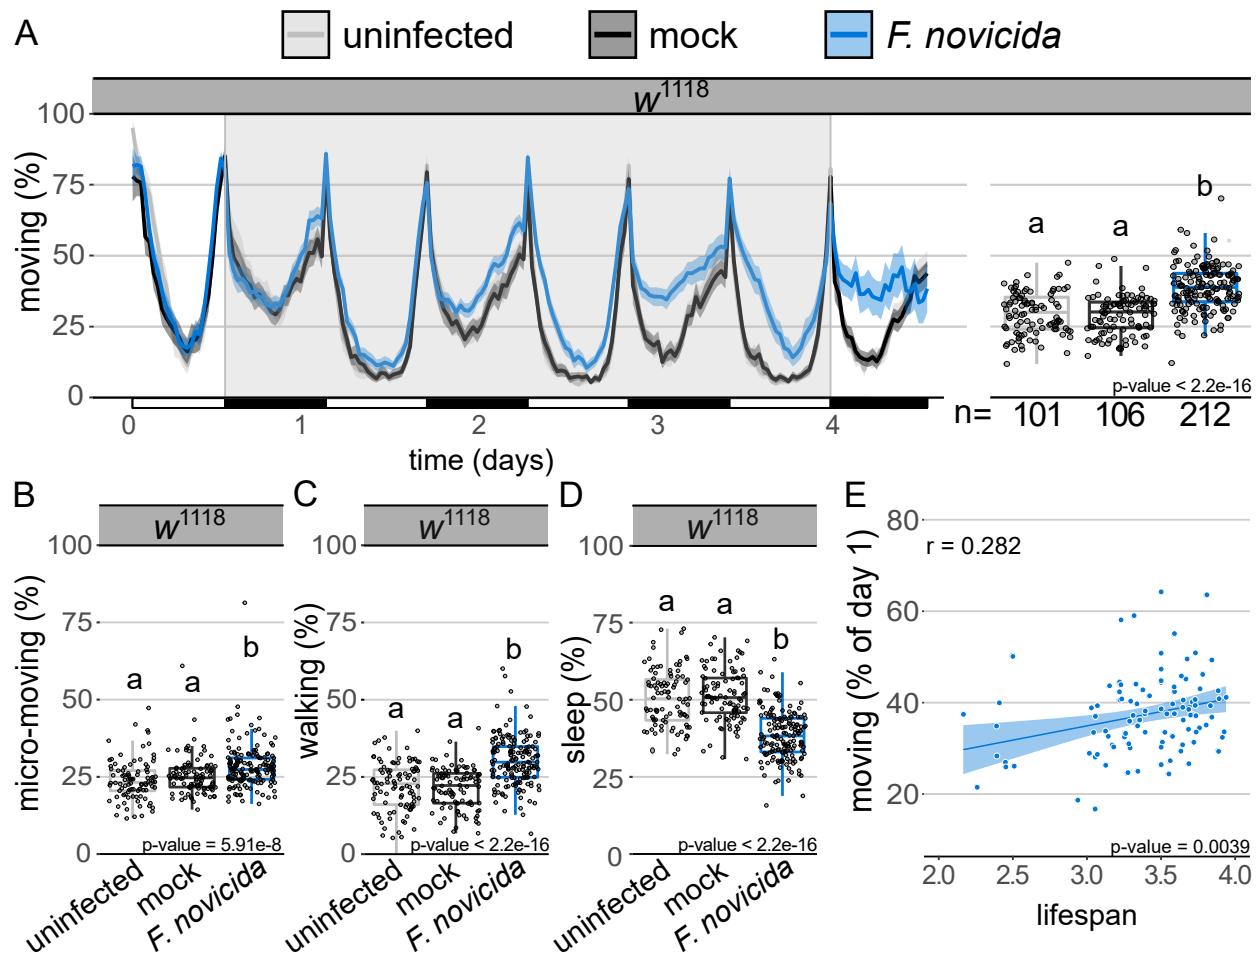 A
uninfected
mock
F. novicida
w1118
moving (%)
100
75
50
25
0
0
1
2
3
4
time (days)
a
a
b
p-value < 2.2e-16
n= 101 106 212
B
w1118
micro-moving (%)
100
75
50
25
0
a
a
b
p-value = 5.91e-8
uninfected
mock
F. novicida
C
w1118
walking (%)
100
75
50
25
0
a
a
b
p-value < 2.2e-16
uninfected
mock
F. novicida
D
w1118
sleep (%)
100
75
50
25
0
a
a
b
p-value < 2.2e-16
uninfected
mock
F. novicida
E
moving (% of day 1)
80
60
40
20
r = 0.282
p-value = 0.0039
2.0
2.5
3.0
3.5
4.0
lifespan